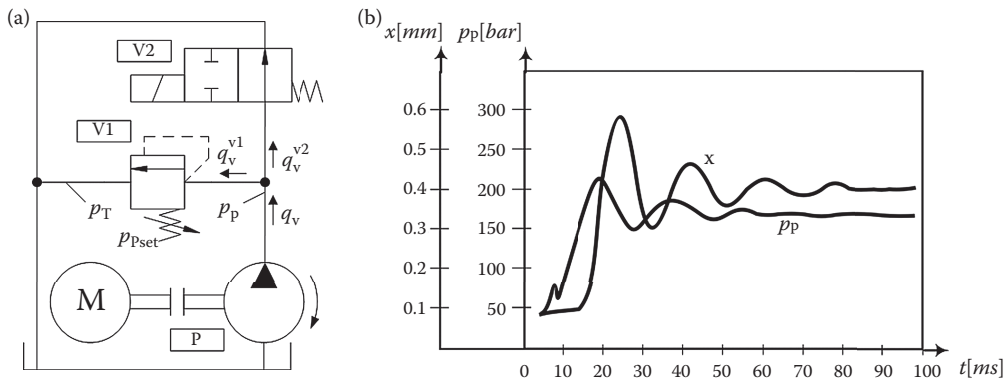 (a)
V2
V1
q_v^v1
q_v^v2
p_T
p_p
q_v
p_Pset
M
P
(b)
x[mm]
p_P[bar]
0.6
0.5
0.4
0.3
0.2
0.1
300
250
200
150
100
50
x
p_P
0 10 20 30 40 50 60 70 80 90 100
t[ms]